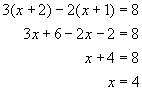 3(x + 2) − 2(x + 1) = 8
3x + 6 − 2x − 2 = 8
x + 4 = 8
x = 4